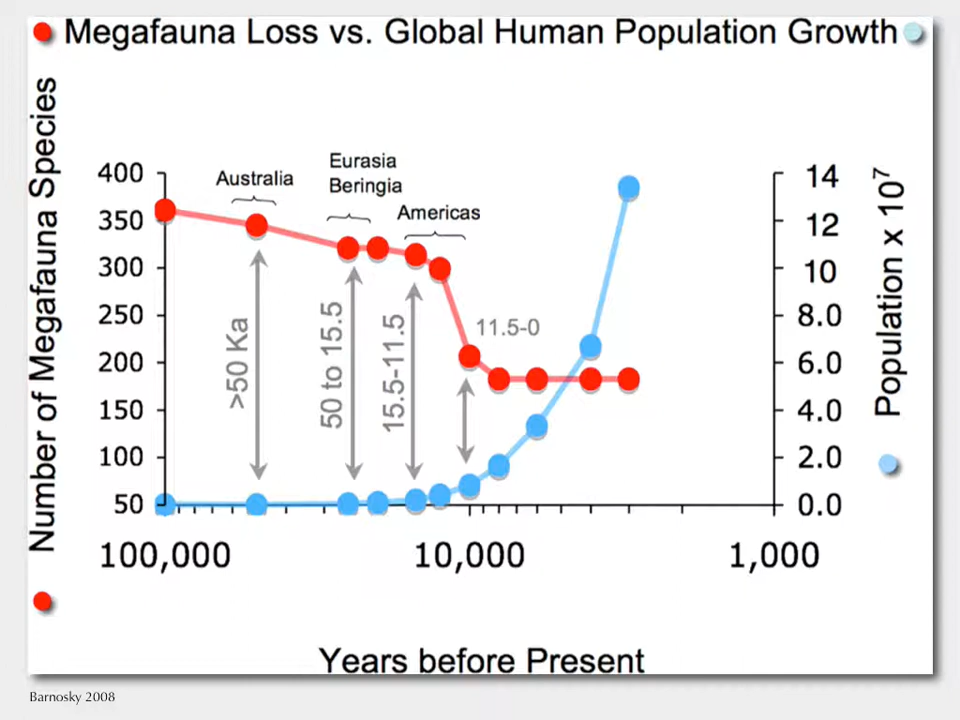 Megafauna Loss vs. Global Human Population Growth
Number of Megafauna Species
400
350
300
250
200
150
100
50
Australia
Eurasia
Beringia
Americas
>50 Ka
50 to 15.5
15.5-11.5
11.5-0
14
12
10
8.0
6.0
4.0
2.0
0.0
Population x 10⁷
100,000
10,000
1,000
Years before Present
Barnosky 2008